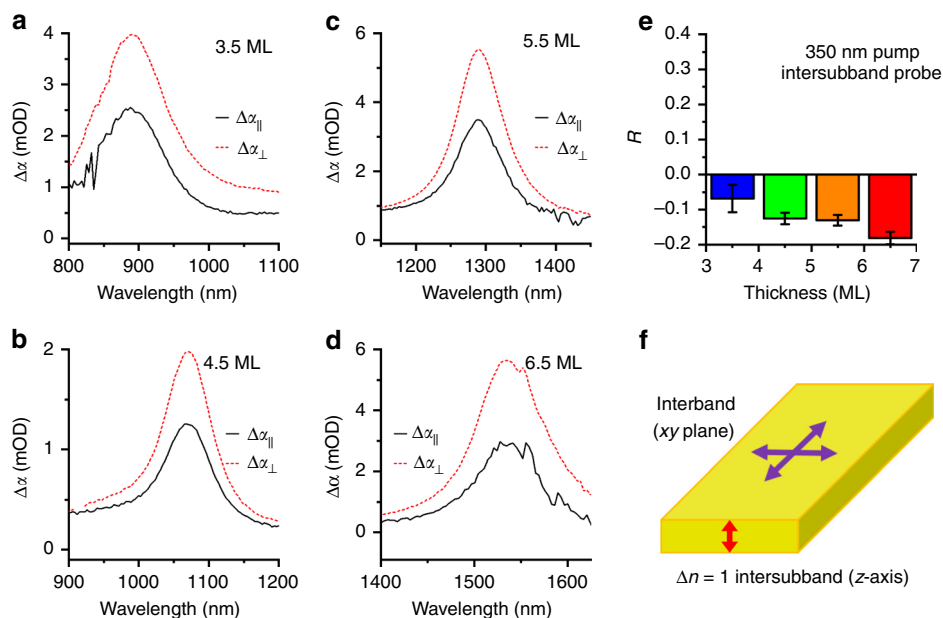 a
3.5 ML
Δα∥
Δα⊥
Δα (mOD)
4
3
2
1
0
800 900 1000 1100
Wavelength (nm)
b
4.5 ML
Δα∥
Δα⊥
Δα (mOD)
2
1
0
900 1000 1100 1200
Wavelength (nm)
c
5.5 ML
Δα∥
Δα⊥
Δα (mOD)
6
4
2
0
1200 1300 1400
Wavelength (nm)
d
6.5 ML
Δα∥
Δα⊥
Δα (mOD)
6
4
2
0
1400 1500 1600
Wavelength (nm)
e
350 nm pump
intersubband probe
R
0.4
0.3
0.2
0.1
0.0
−0.1
−0.2
3 4 5 6 7
Thickness (ML)
f
Interband
(xy plane)
Δn = 1 intersubband (z-axis)